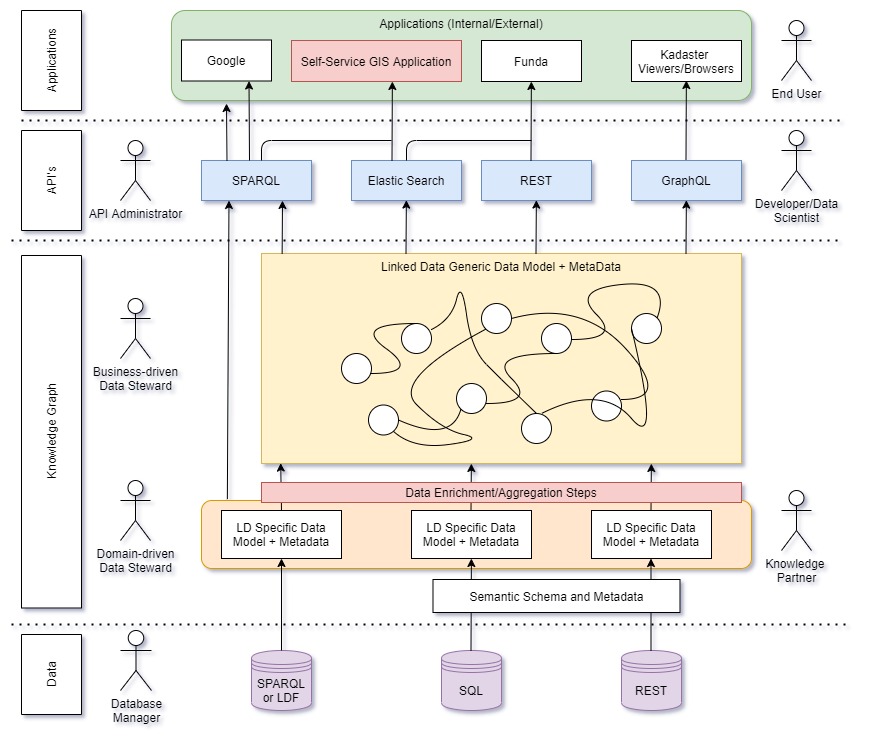 Applications
Applications (Internal/External)
Google
Self-Service GIS Application
Funda
Kadaster
Viewers/Browsers
End User
API's
API Administrator
SPARQL
Elastic Search
REST
GraphQL
Developer/Data
Scientist
Knowledge Graph
Linked Data Generic Data Model + MetaData
Business-driven
Data Steward
Domain-driven
Data Steward
Data Enrichment/Aggregation Steps
LD Specific Data
Model + Metadata
LD Specific Data
Model + Metadata
LD Specific Data
Model + Metadata
Knowledge
Partner
Semantic Schema and Metadata
Data
Database
Manager
SPARQL
or LDF
SQL
REST